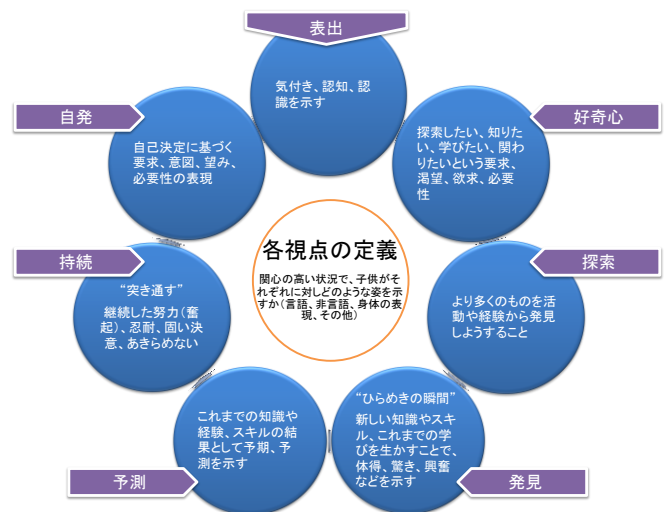 表出
気付き、認知、認
識を示す
好奇心
探索したい、知りた
い、学びたい、関わ
りたいという要求、
渇望、欲求、必要
性
探索
より多くのものを活
動や経験から発見
しようすること
発見
“ひらめきの瞬間”
新しい知識やスキ
ル、これまでの学
びを生かすことで、
体得、驚き、興奮
などを示す
予測
これまでの知識や
経験、スキルの結
果として予期、予
測を示す
持続
“突き通す”
継続した努力(奮
起)、忍耐、固い決
意、あきらめない
自発
自己決定に基づく
要求、意図、望み、
必要性の表現
各視点の定義
関心の高い状況で、子供がそ
れぞれに対しどのような姿を示
すか(言語、非言語、身体の表
現、その他)